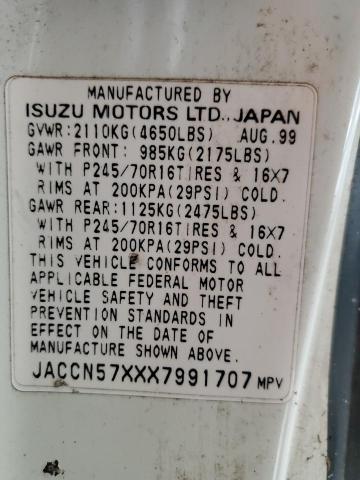 MANUFACTURED BY
ISUZU MOTORS LTD., JAPAN
GVWR:2110KG(4650LBS) AUG.99
GAWR FRONT: 985KG(2175LBS)
WITH P245/70R16TIRES & 16X7
RIMS AT 200KPA(29PSI) COLD.
GAWR REAR:1125KG(2475LBS)
WITH P245/70R16TIRES & 16X7
RIMS AT 200KPA(29PSI) COLD.
THIS VEHICLE CONFORMS TO ALL
APPLICABLE FEDERAL MOTOR
VEHICLE SAFETY AND THEFT
PREVENTION STANDARDS IN
EFFECT ON THE DATE OF
MANUFACTURE SHOWN ABOVE.
JACCN57XXX7991707 MPV